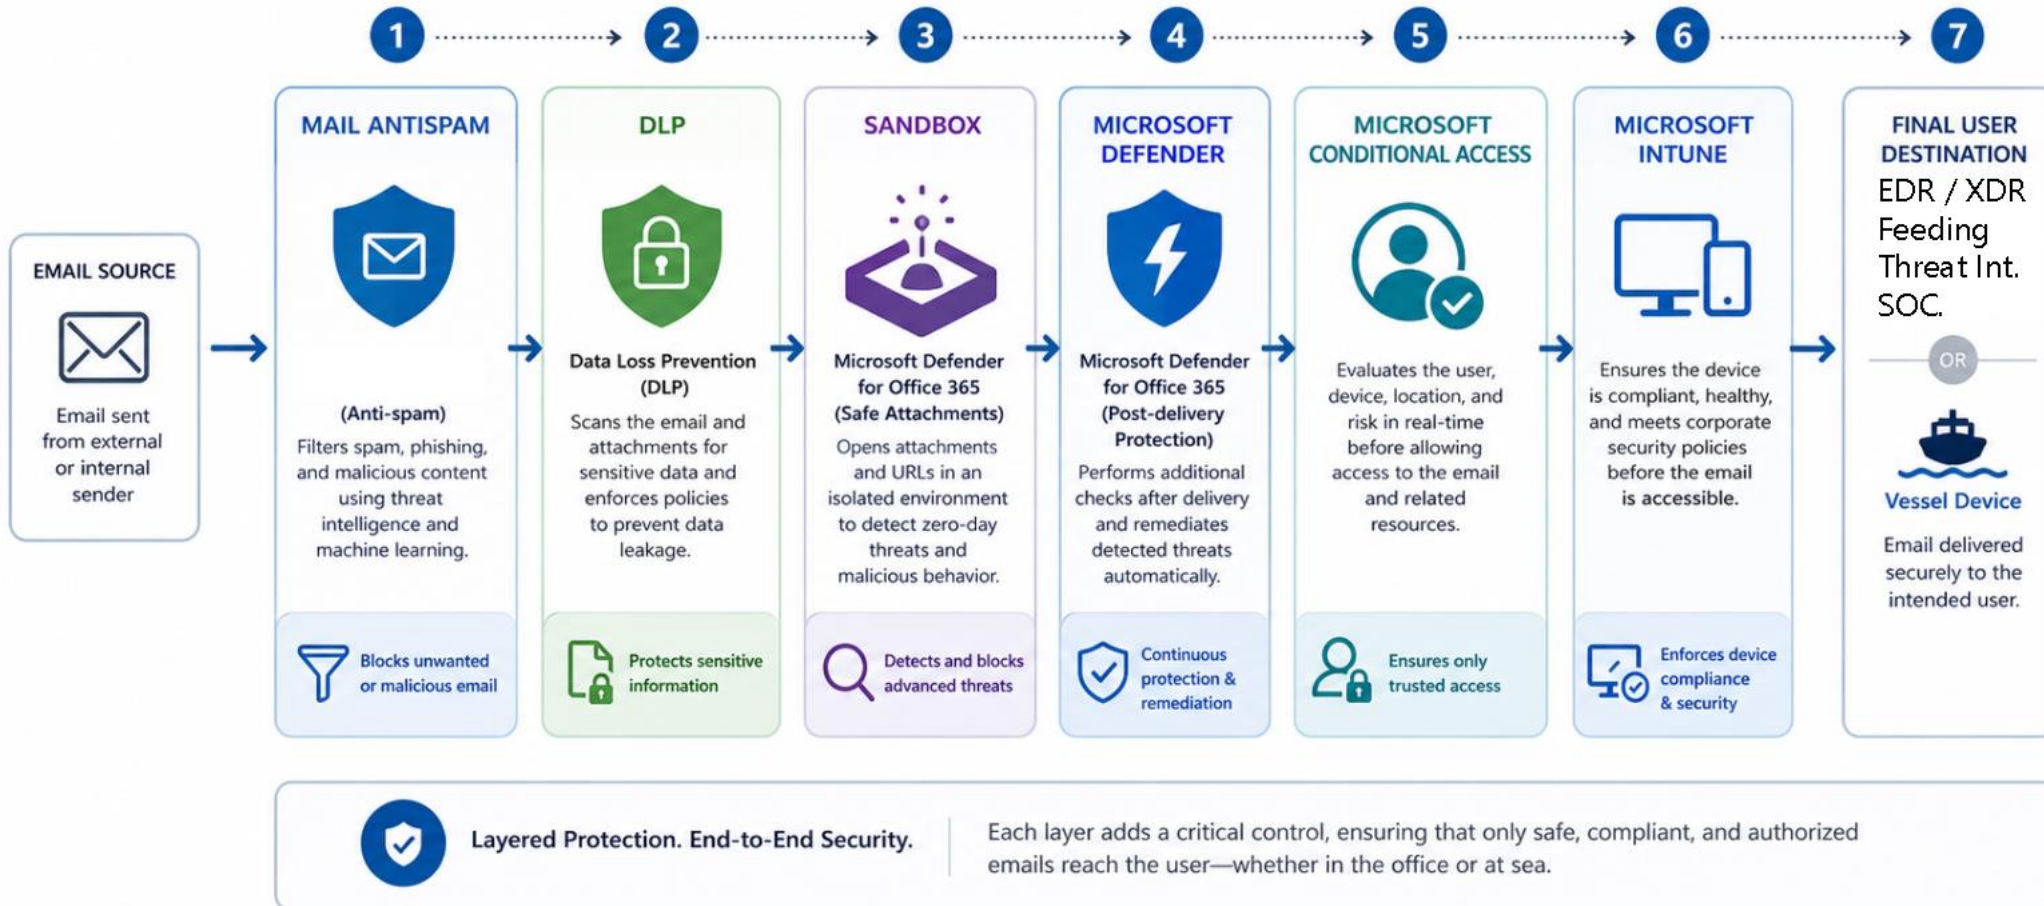 1
2
3
4
5
6
7
EMAIL SOURCE
Email sent
from external
or internal
sender
MAIL ANTISPAM
(Anti-spam)
Filters spam, phishing,
and malicious content
using threat
intelligence and
machine learning.
Blocks unwanted
or malicious email
DLP
Data Loss Prevention
(DLP)
Scans the email and
attachments for
sensitive data and
enforces policies
to prevent data
leakage.
Protects sensitive
information
SANDBOX
Microsoft Defender
for Office 365
(Safe Attachments)
Opens attachments
and URLs in an
isolated environment
to detect zero-day
threats and
malicious behavior.
Detects and blocks
advanced threats
MICROSOFT
DEFENDER
Microsoft Defender
for Office 365
(Post-delivery
Protection)
Performs additional
checks after delivery
and remediates
detected threats
automatically.
Continuous
protection &
remediation
MICROSOFT
CONDITIONAL ACCESS
Evaluates the user,
device, location, and
risk in real-time
before allowing
access to the email
and related
resources.
Ensures only
trusted access
MICROSOFT
INTUNE
Ensures the device
is compliant, healthy,
and meets corporate
security policies
before the email
is accessible.
Enforces device
compliance
& security
FINAL USER
DESTINATION
EDR / XDR
Feeding
Threat Int.
SOC.
OR
Vessel Device
Email delivered
securely to the
intended user.
Layered Protection. End-to-End Security.
Each layer adds a critical control, ensuring that only safe, compliant, and authorized
emails reach the user—whether in the office or at sea.